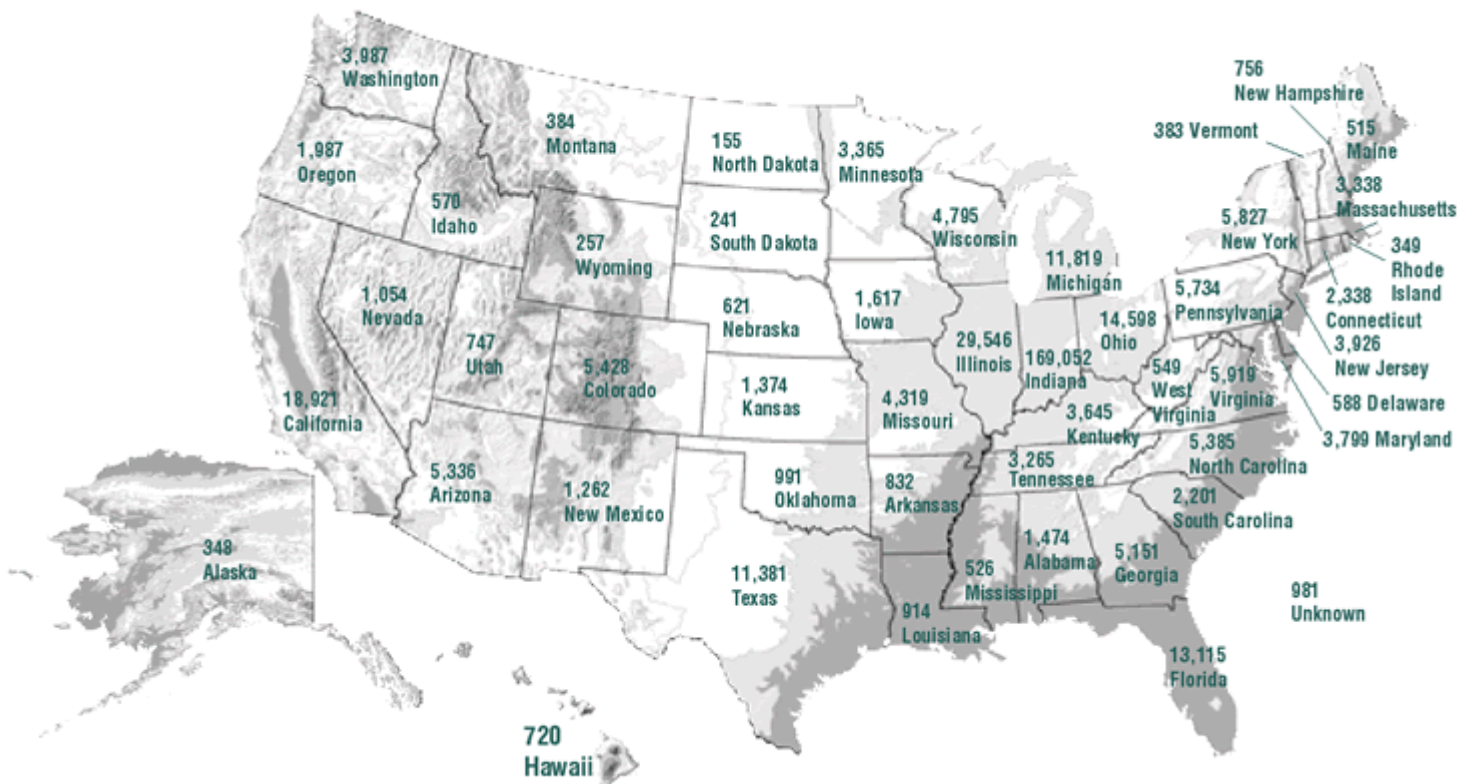 3,987
Washington
1,987
Oregon
570
Idaho
384
Montana
257
Wyoming
1,054
Nevada
747
Utah
5,428
Colorado
18,921
California
5,336
Arizona
1,262
New Mexico
155
North Dakota
241
South Dakota
621
Nebraska
1,374
Kansas
991
Oklahoma
11,381
Texas
3,365
Minnesota
1,617
Iowa
4,319
Missouri
832
Arkansas
914
Louisiana
4,795
Wisconsin
29,546
Illinois
11,819
Michigan
169,052
Indiana
14,598
Ohio
3,645
Kentucky
3,265
Tennessee
526
Mississippi
1,474
Alabama
5,151
Georgia
13,115
Florida
2,201
South Carolina
5,385
North Carolina
5,919
Virginia
549
West
Virginia
5,734
Pennsylvania
5,827
New York
383 Vermont
756
New Hampshire
515
Maine
3,338
Massachusetts
349
Rhode
Island
2,338
Connecticut
3,926
New Jersey
588 Delaware
3,799 Maryland
981
Unknown
348
Alaska
720
Hawaii